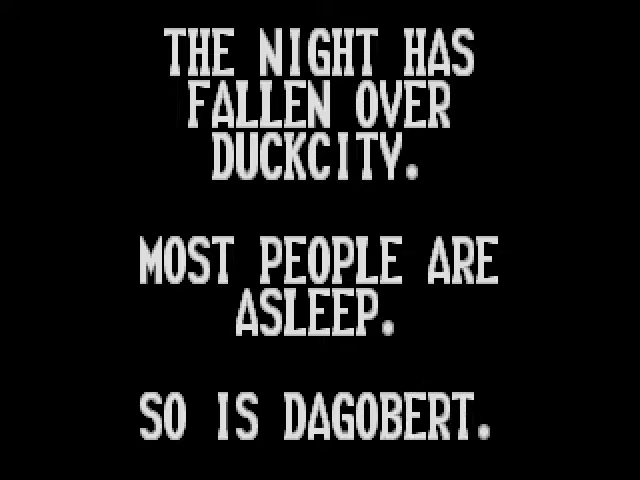 THE NIGHT HAS
FALLEN OVER
DUCKCITY.
MOST PEOPLE ARE
ASLEEP.
SO IS DAGOBERT.